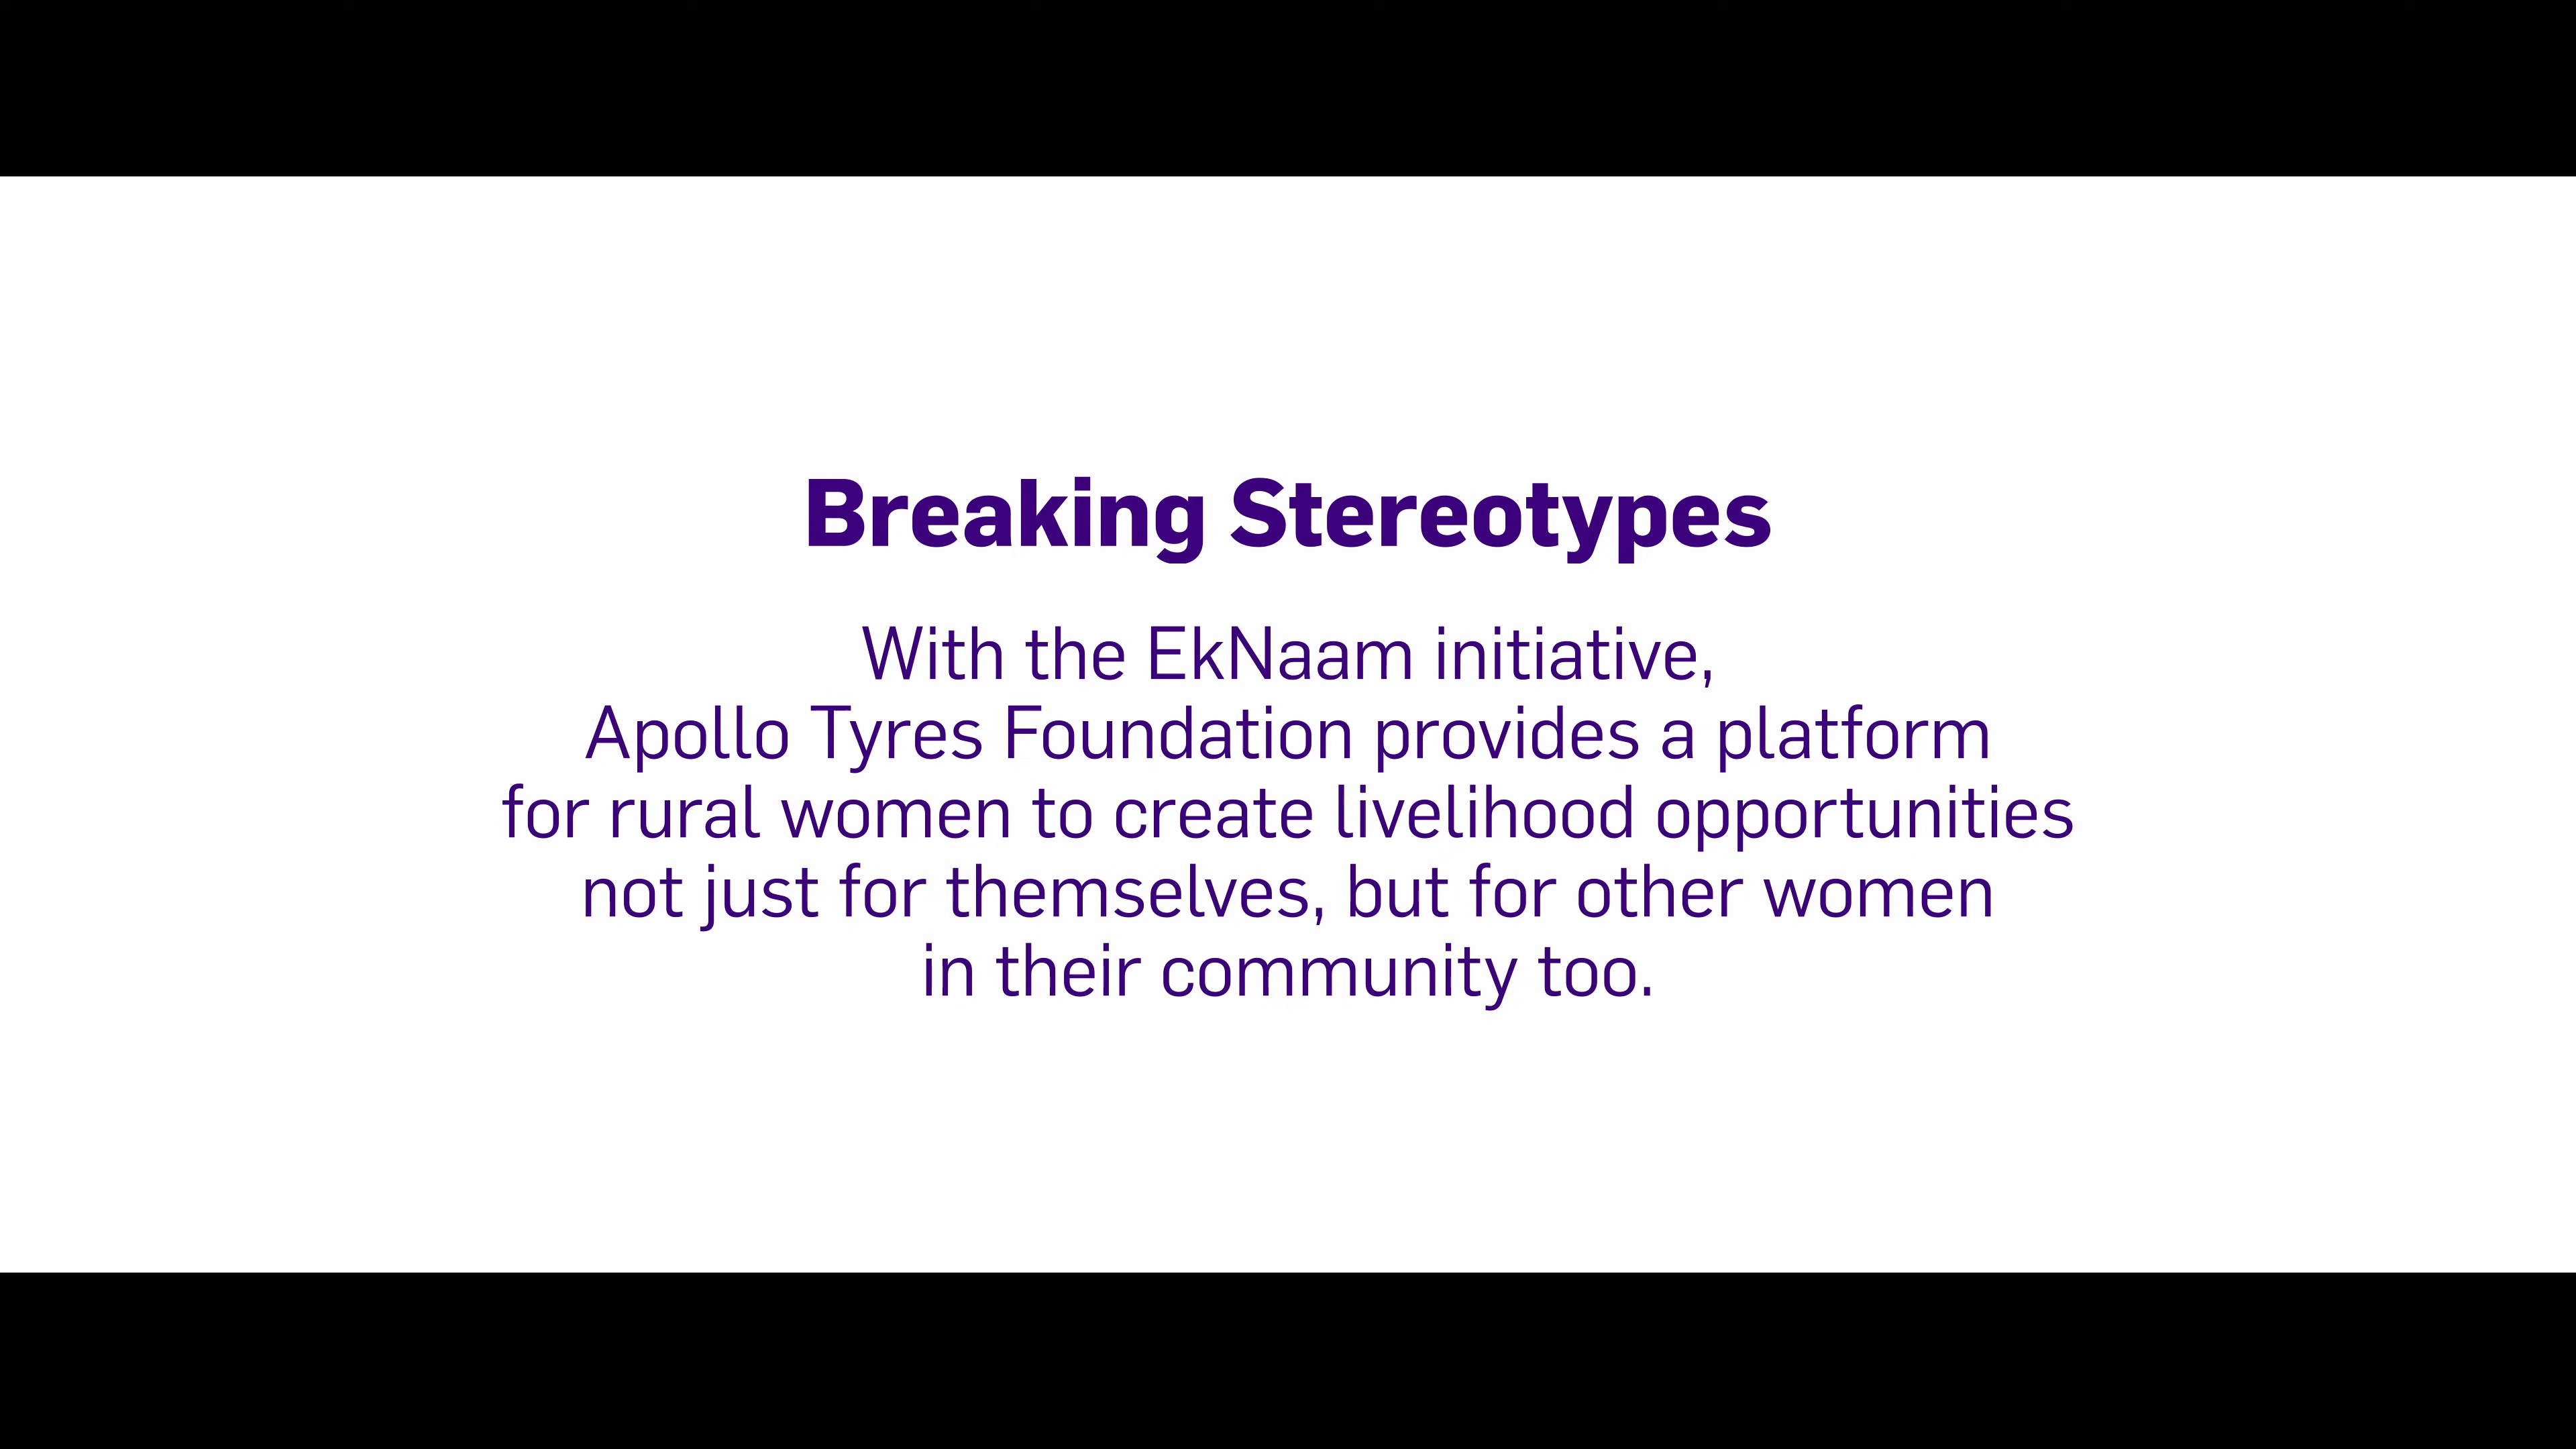 Breaking Stereotypes
With the EkNaam initiative,
Apollo Tyres Foundation provides a platform
for rural women to create livelihood opportunities
not just for themselves, but for other women
in their community too.